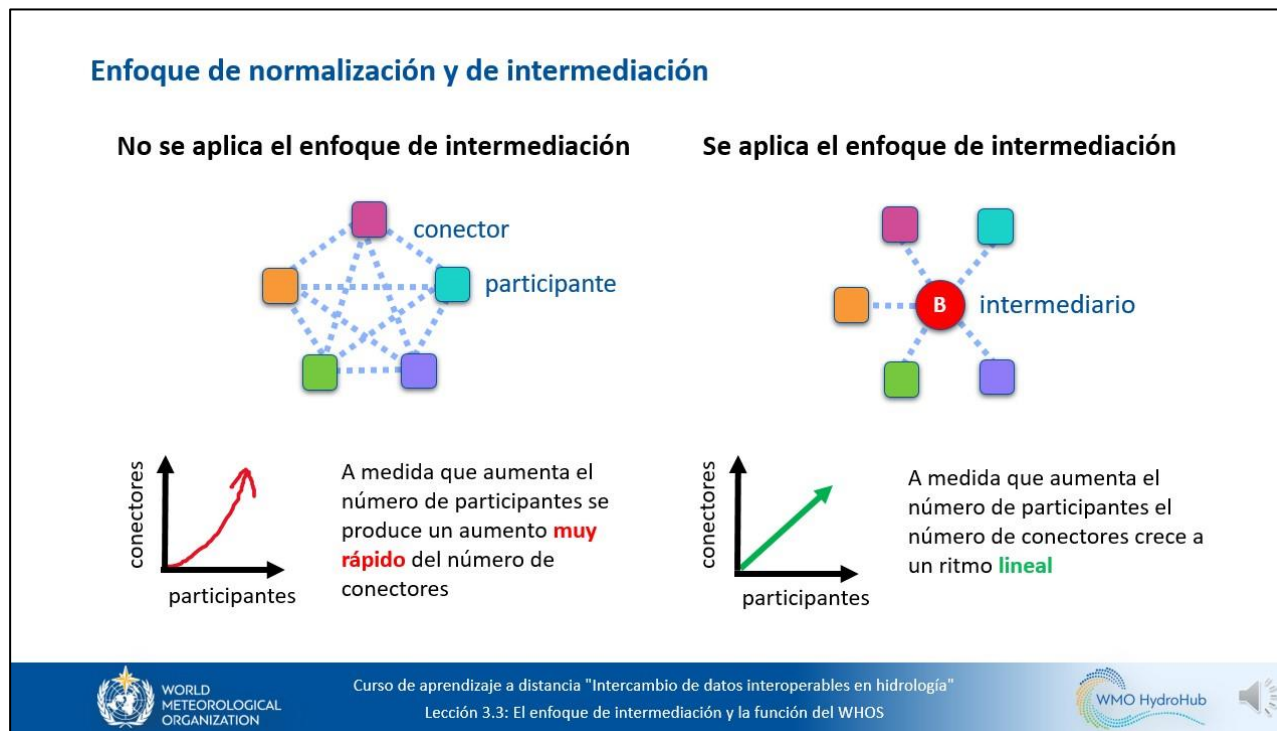 Enfoque de normalización y de intermediación
No se aplica el enfoque de intermediación
conector
participante
conectores
participantes
A medida que aumenta el
número de participantes se
produce un aumento muy
rápido del número de
conectores
Se aplica el enfoque de intermediación
B
intermediario
conectores
participantes
A medida que aumenta el
número de participantes el
número de conectores crece a
un ritmo lineal
WORLD
METEOROLOGICAL
ORGANIZATION
Curso de aprendizaje a distancia "Intercambio de datos interoperables en hidrología"
Lección 3.3: El enfoque de intermediación y la función del WHOS
WMO HydroHub